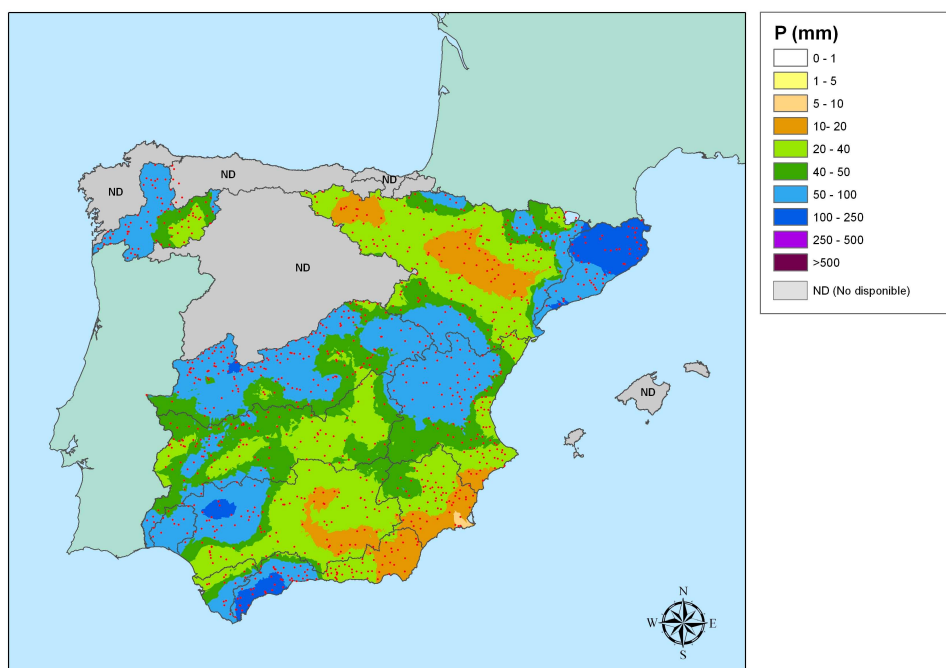 P (mm)
0 - 1
1 - 5
5 - 10
10- 20
20 - 40
40 - 50
50 - 100
100 - 250
250 - 500
>500
ND (No disponible)
ND
ND
ND
ND
ND
N
W E
S